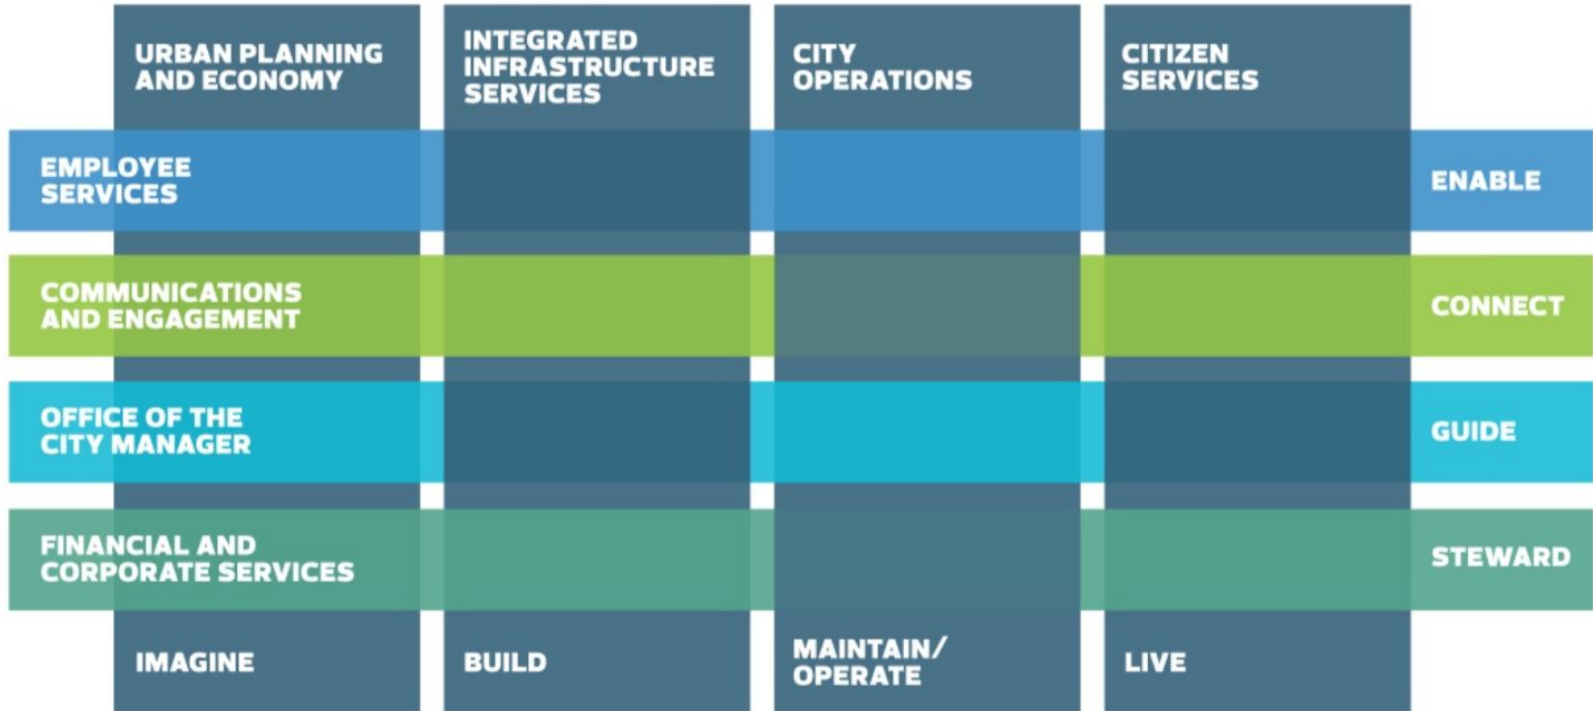 URBAN PLANNING
AND ECONOMY
INTEGRATED
INFRASTRUCTURE
SERVICES
CITY
OPERATIONS
CITIZEN
SERVICES
EMPLOYEE
SERVICES
ENABLE
COMMUNICATIONS
AND ENGAGEMENT
CONNECT
OFFICE OF THE
CITY MANAGER
GUIDE
FINANCIAL AND
CORPORATE SERVICES
STEWARD
IMAGINE
BUILD
MAINTAIN/
OPERATE
LIVE